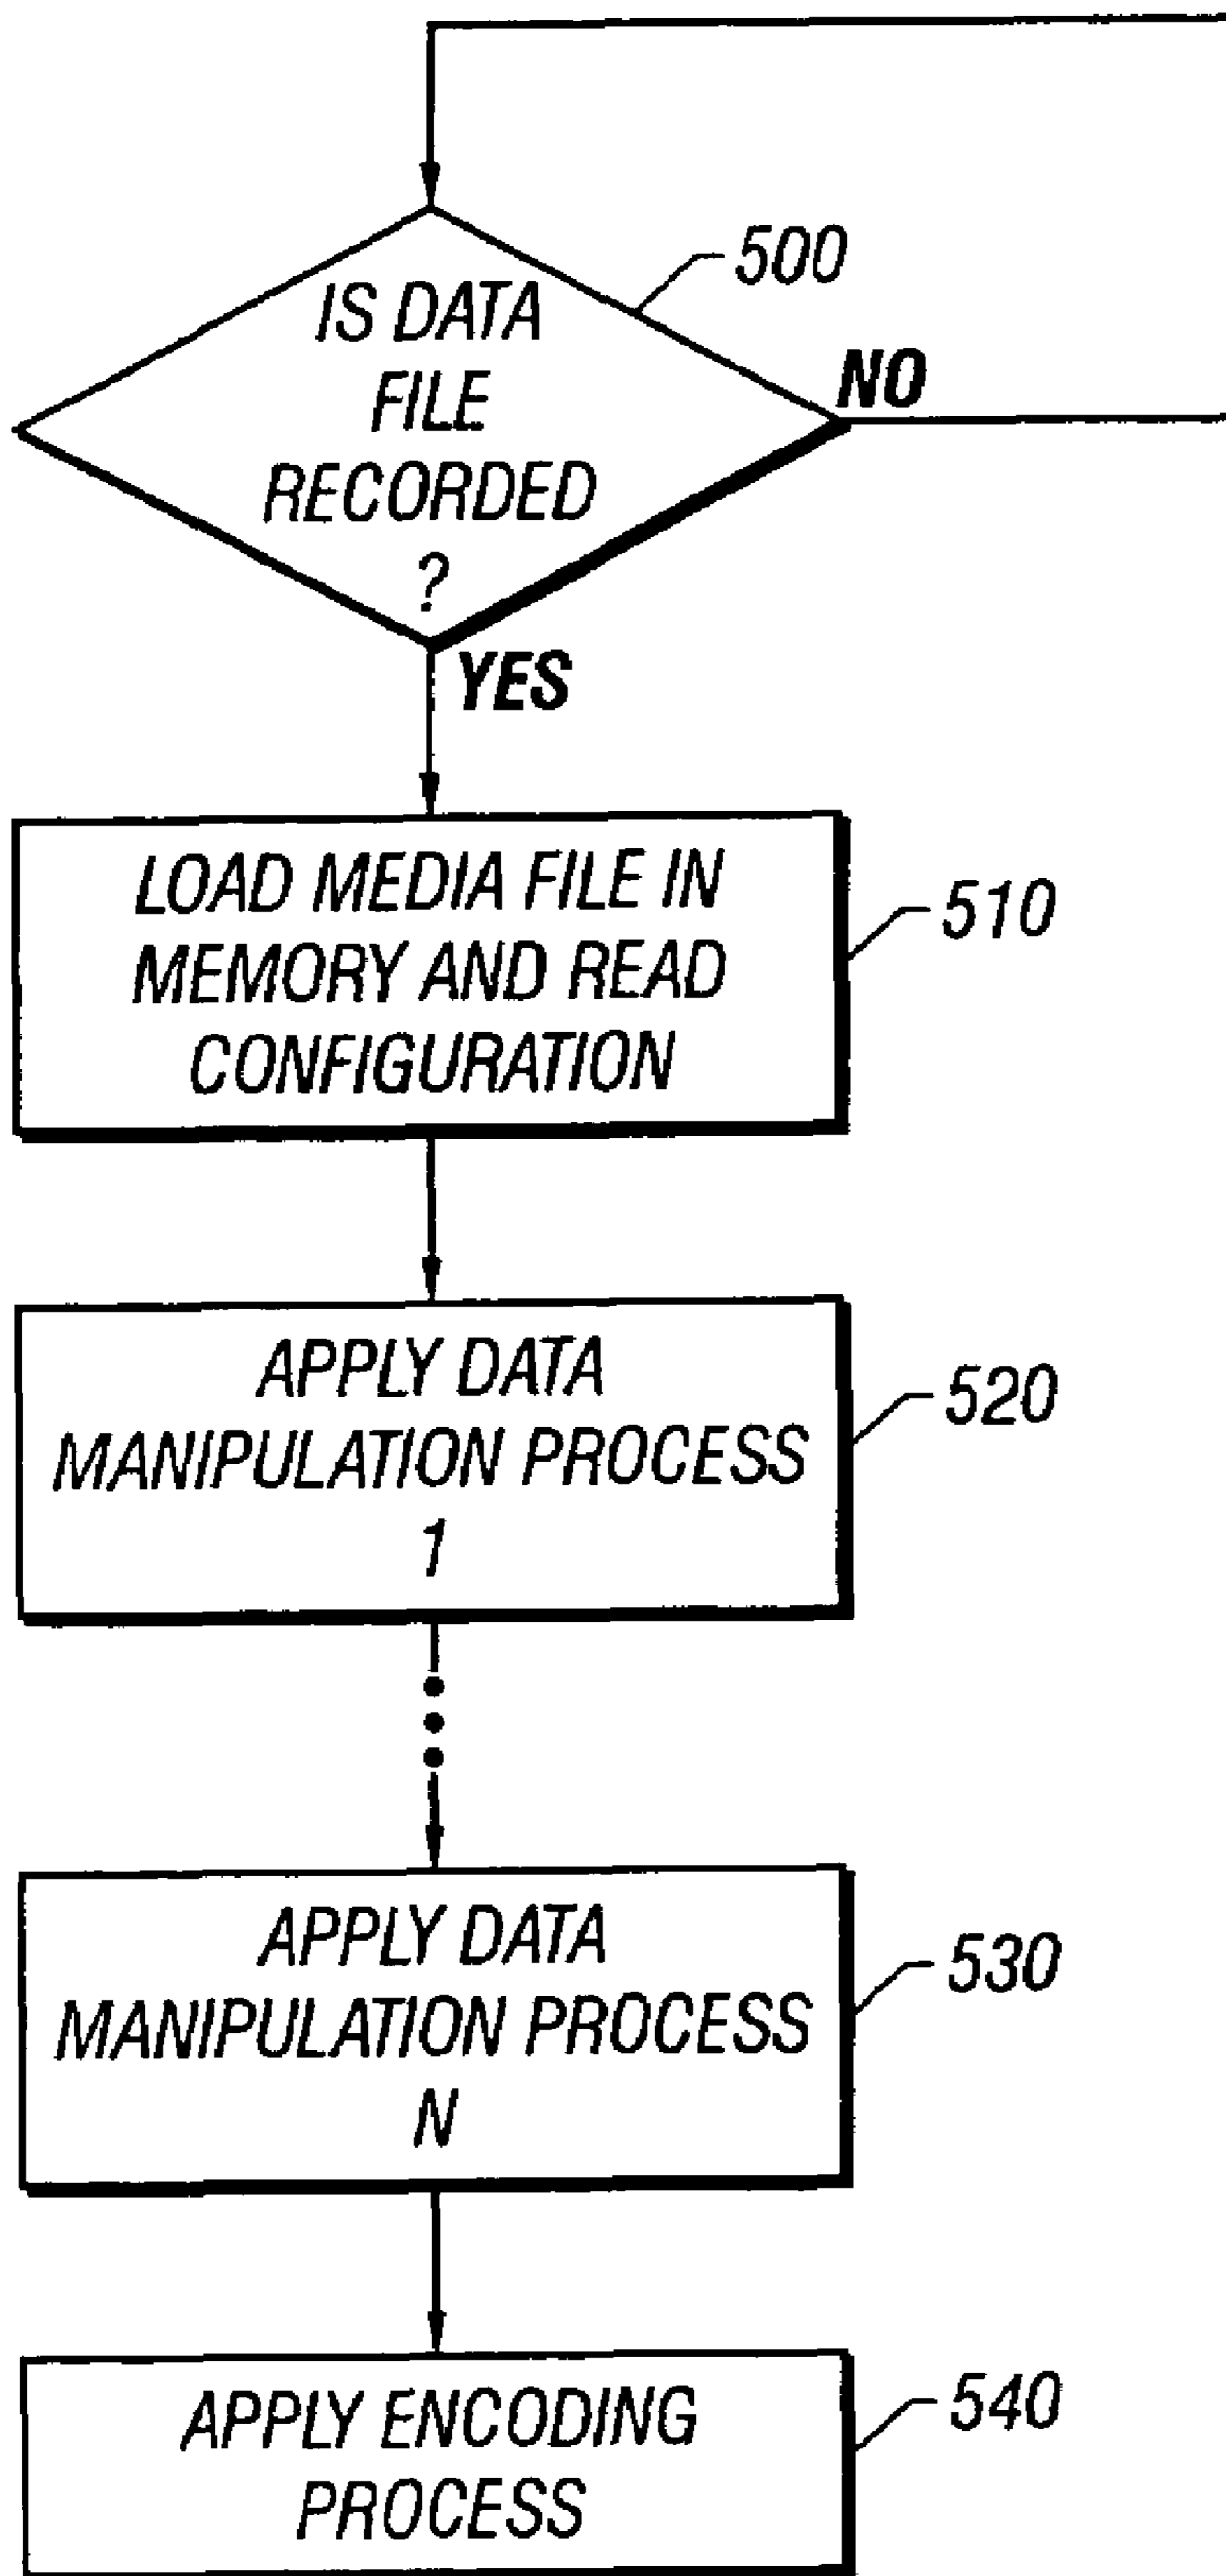 500
IS DATA
FILE
RECORDED
?
NO
YES
LOAD MEDIA FILE IN
MEMORY AND READ
CONFIGURATION
510
APPLY DATA
MANIPULATION PROCESS
1
520
APPLY DATA
MANIPULATION PROCESS
N
530
APPLY ENCODING
PROCESS
540